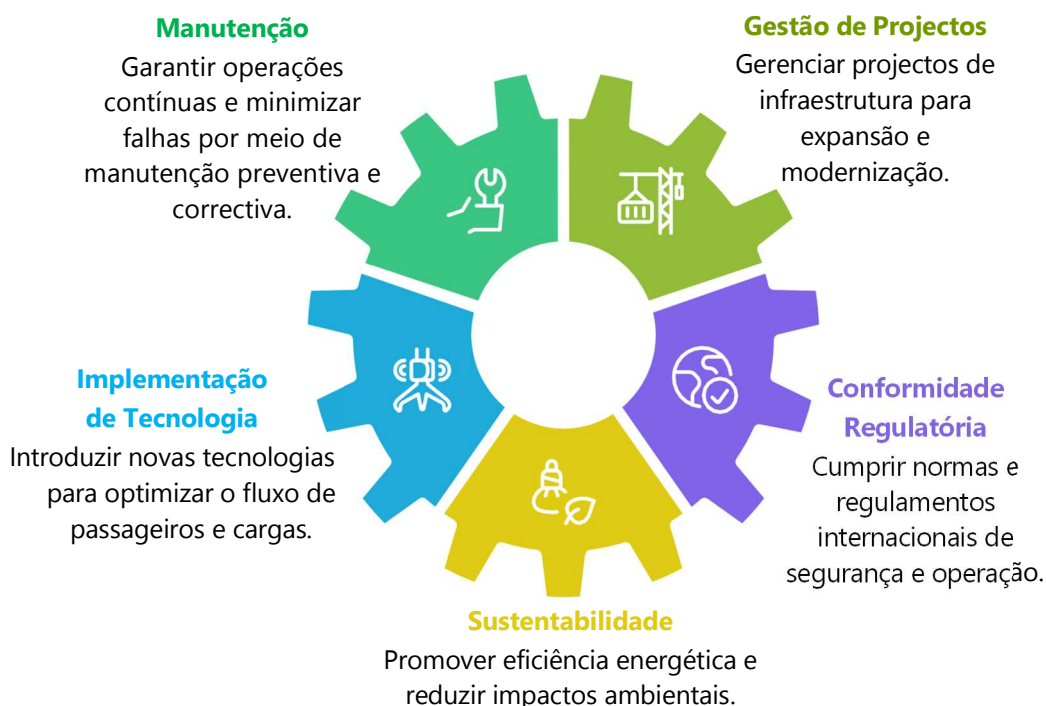 Manutenção
Garantir operações
contínuas e minimizar
falhas por meio de
manutenção preventiva e
correctiva.
Gestão de Projectos
Gerenciar projectos de
infraestrutura para
expansão e
modernização.
Implementação
de Tecnologia
Introduzir novas tecnologias
para optimizar o fluxo de
passageiros e cargas.
Conformidade
Regulatória
Cumprir normas e
regulamentos
internacionais de
segurança e operação.
Sustentabilidade
Promover eficiência energética e
reduzir impactos ambientais.